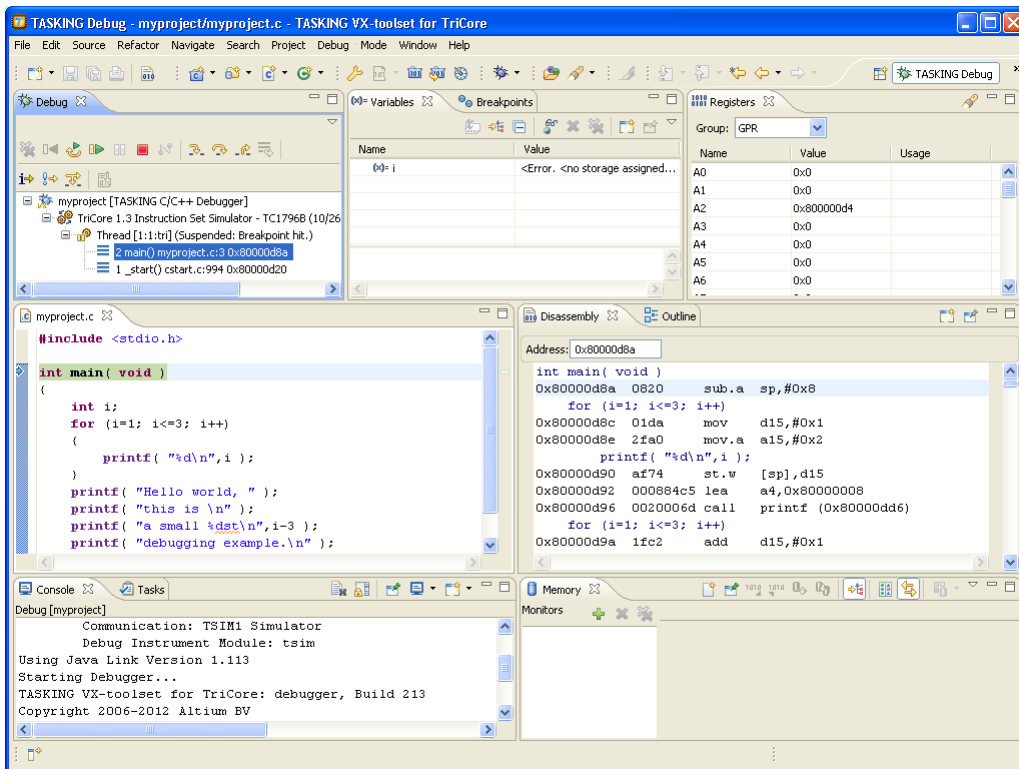 TASKING Debug - myproject/myproject.c - TASKING VX-toolset for TriCore
File Edit Source Refactor Navigate Search Project Debug Mode Window Help
TASKING Debug
Debug
myproject [TASKING C/C++ Debugger]
TriCore 1.3 Instruction Set Simulator - TC1796B (10/26
Thread [1:1:tri] (Suspended: Breakpoint hit.)
2 main() myproject.c:3 0x80000d8a
1 _start() cstart.c:994 0x80000d20
(x)= Variables Breakpoints
Name Value
(x)= i <Error. <no storage assigned...
1010 0101 Registers
Group: GPR
Name Value Usage
A0 0x0
A1 0x0
A2 0x800000d4
A3 0x0
A4 0x0
A5 0x0
A6 0x0
myproject.c
#include <stdio.h>
int main( void )
{
int i;
for (i=1; i<=3; i++)
{
printf( "%d\n",i );
}
printf( "Hello world, " );
printf( "this is \n" );
printf( "a small %dst\n",i-3 );
printf( "debugging example.\n" );
Disassembly Outline
Address: 0x80000d8a
int main( void )
0x80000d8a 0820 sub.a sp,#0x8
for (i=1; i<=3; i++)
0x80000d8c 01da mov d15,#0x1
0x80000d8e 2fa0 mov.a a15,#0x2
printf( "%d\n",i );
0x80000d90 af74 st.w [sp],d15
0x80000d92 000884c5 lea a4,0x80000008
0x80000d96 0020006d call printf (0x80000dd6)
for (i=1; i<=3; i++)
0x80000d9a 1fc2 add d15,#0x1
Console Tasks
Debug [myproject]
Communication: TSIM1 Simulator
Debug Instrument Module: tsim
Using Java Link Version 1.113
Starting Debugger...
TASKING VX-toolset for TriCore: debugger, Build 213
Copyright 2006-2012 Altium BV
Memory
Monitors